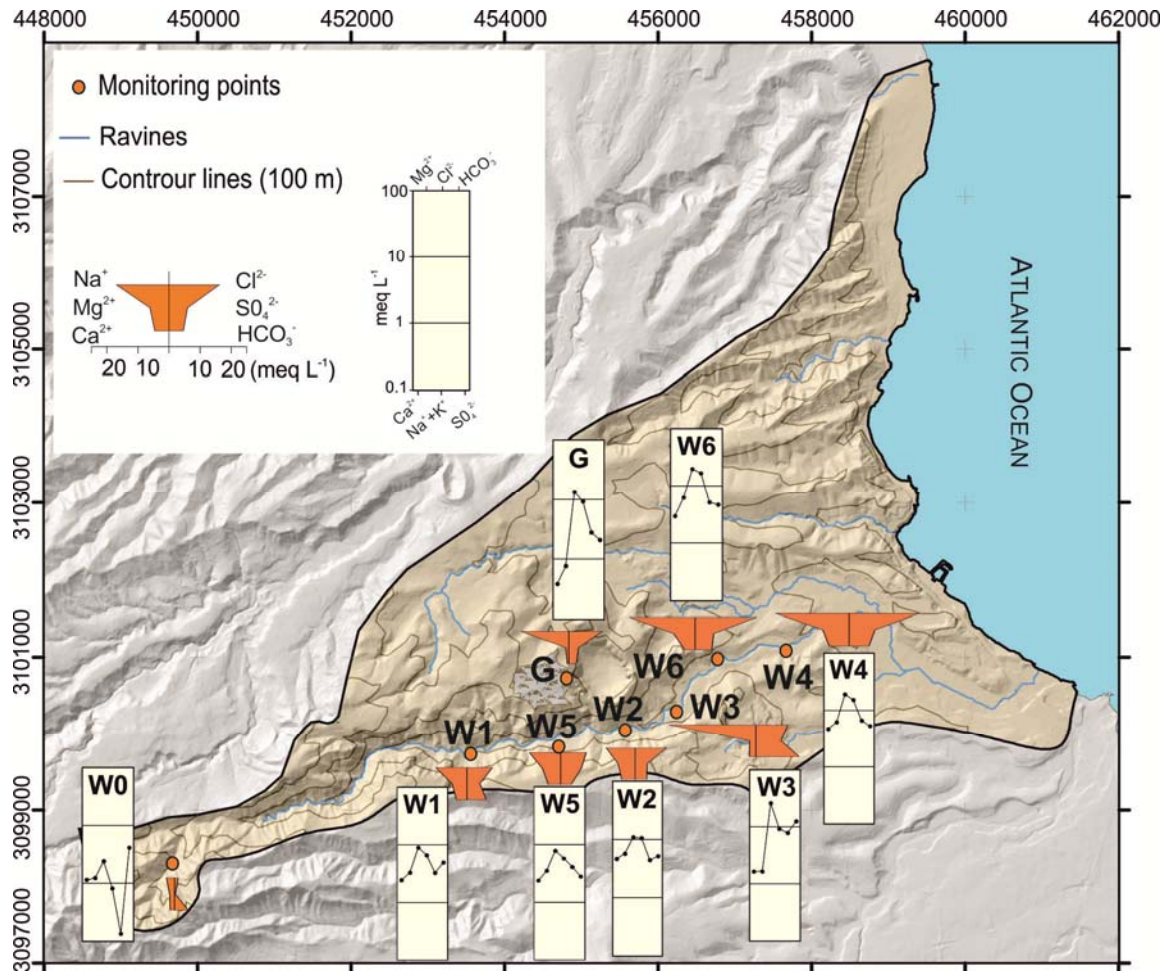 448000 450000 452000 454000 456000 458000 460000 462000
Monitoring points
Ravines
Controur lines (100 m)
Mg²⁺ Cl²⁻ HCO₃⁻
100
10
1
0.1
meq L⁻¹
Ca²⁺ Na⁺+K⁺ S0₄²⁻
Na⁺ Cl²⁻
Mg²⁺ S0₄²⁻
Ca²⁺ HCO₃⁻
20 10 10 20 (meq L⁻¹)
3107000
3105000
3103000
3101000
3099000
3097000
ATLANTIC OCEAN
G
W6
G
W6
W4
W4
W1
W5
W2
W3
W0
W1
W5
W2
W3